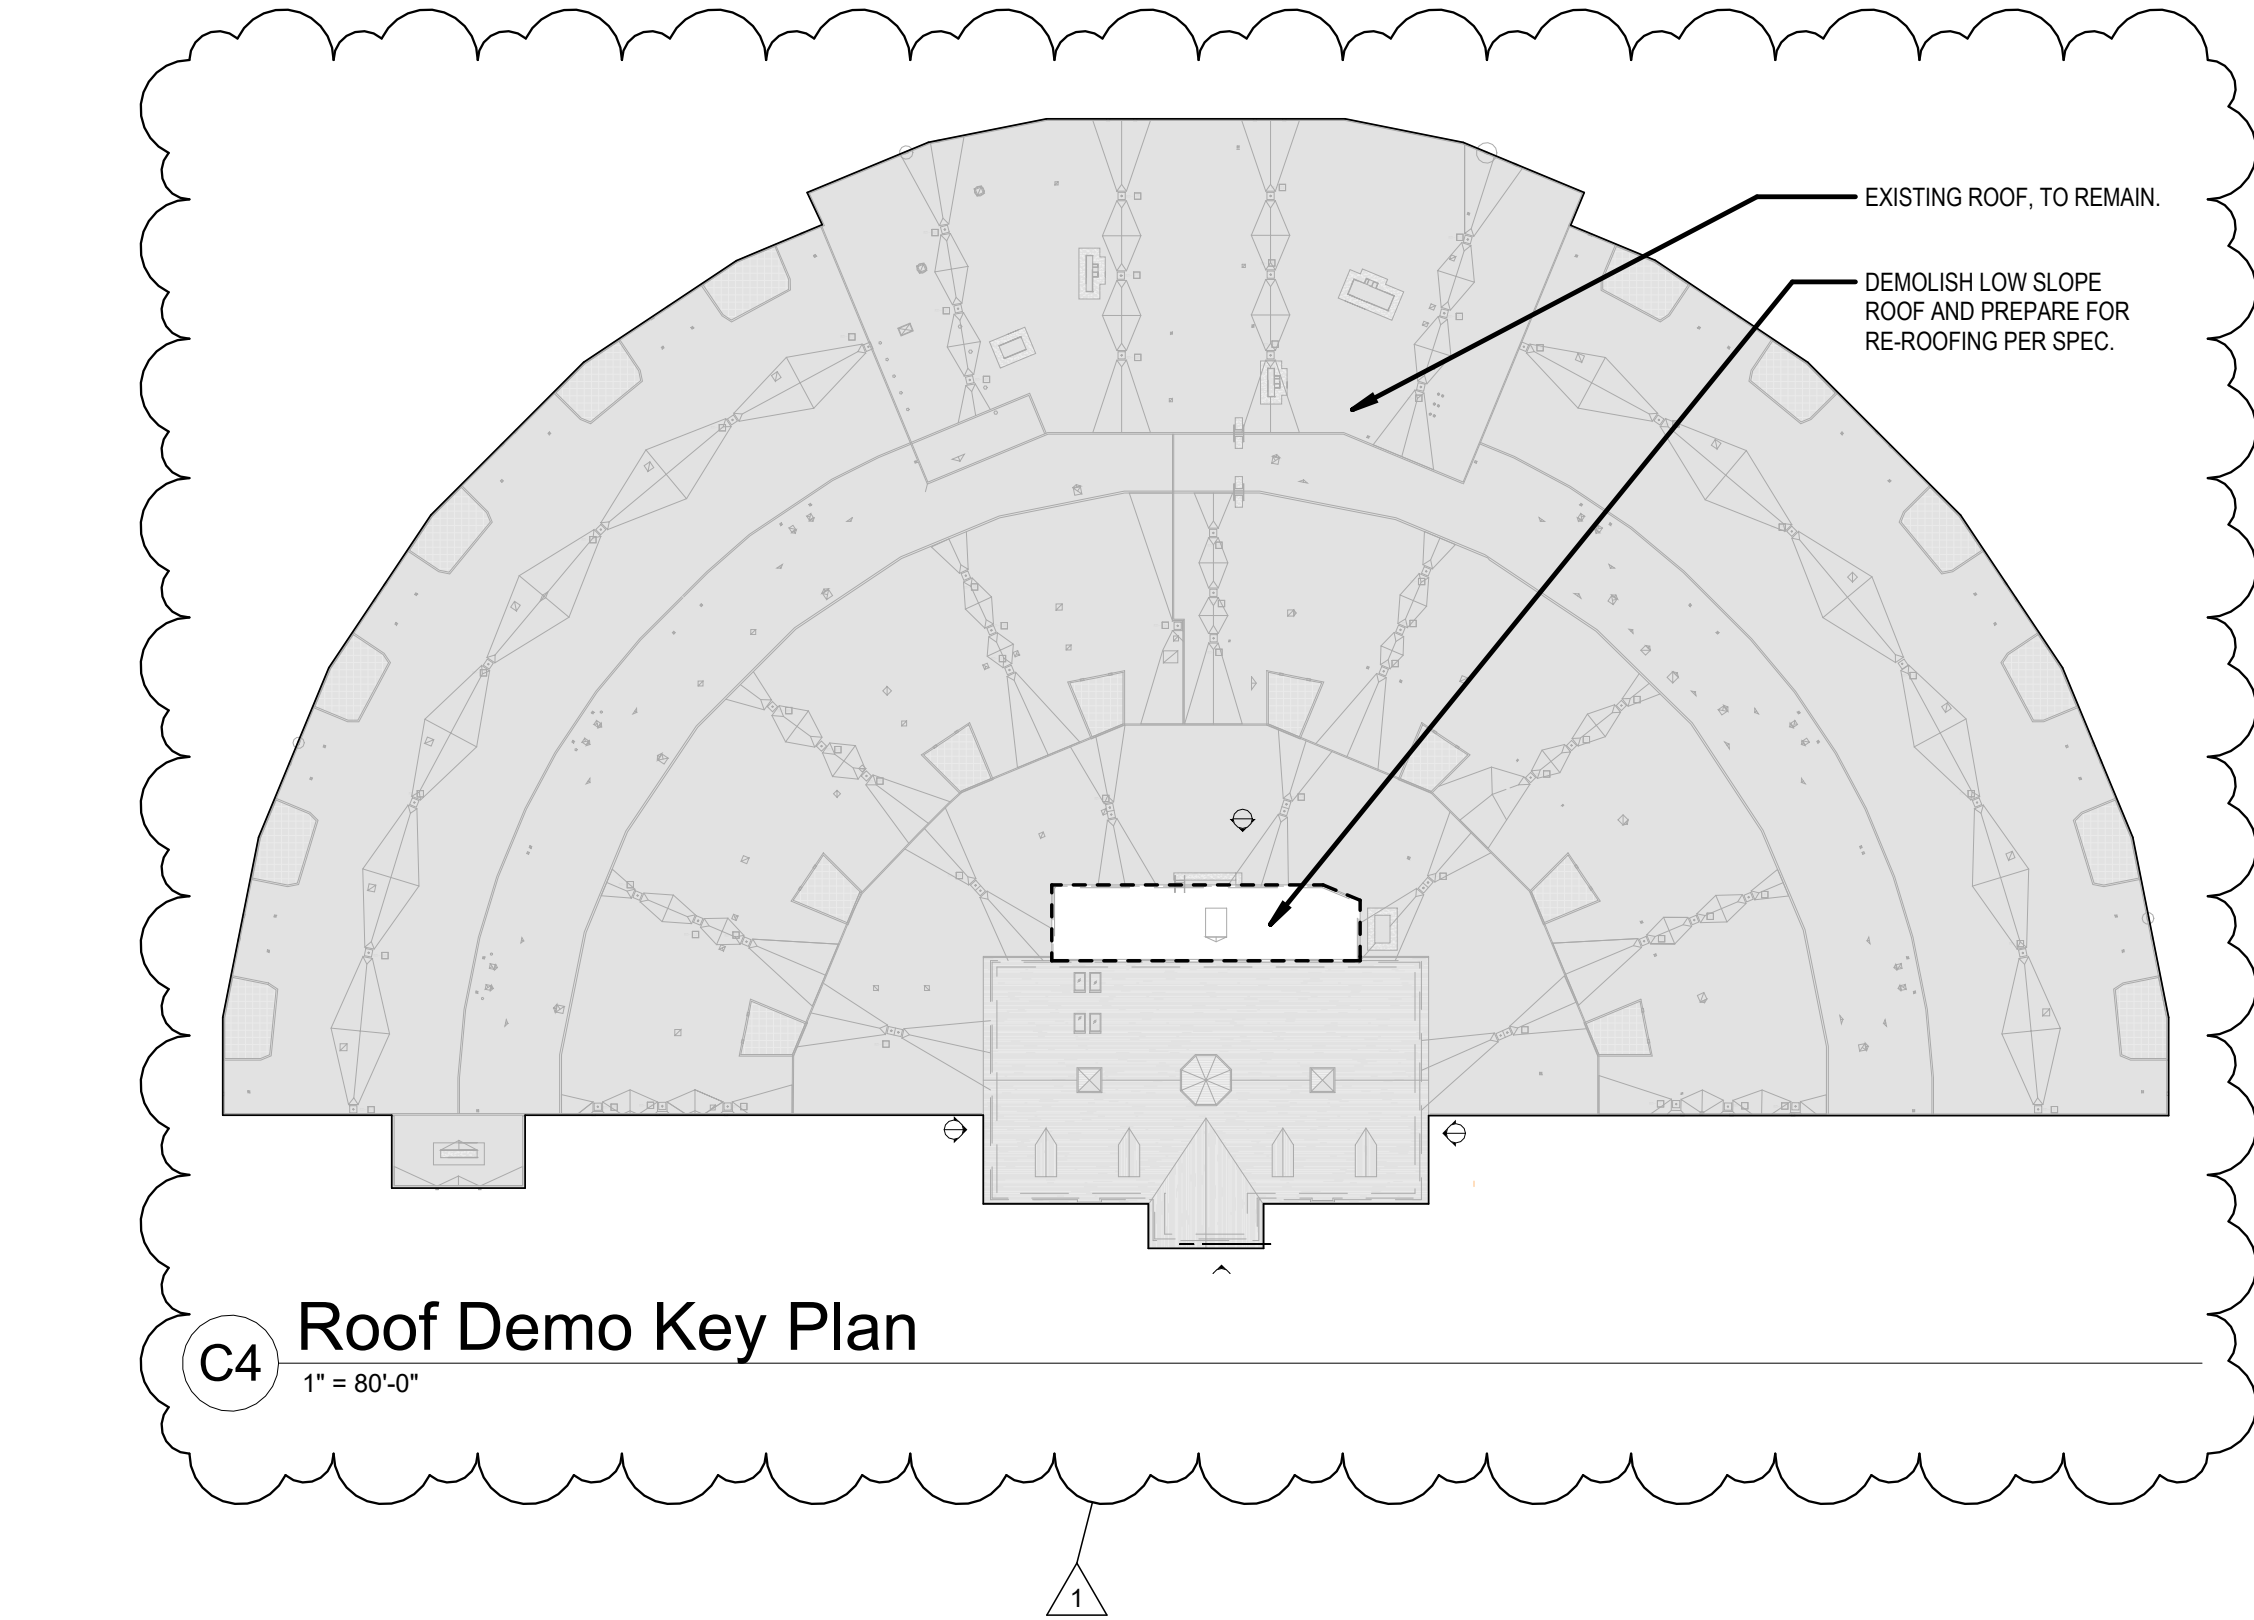 EXISTING ROOF, TO REMAIN.
DEMOLISH LOW SLOPE
ROOF AND PREPARE FOR
RE-ROOFING PER SPEC.
Roof Demo Key Plan
C4
1" = 80'-0"
1